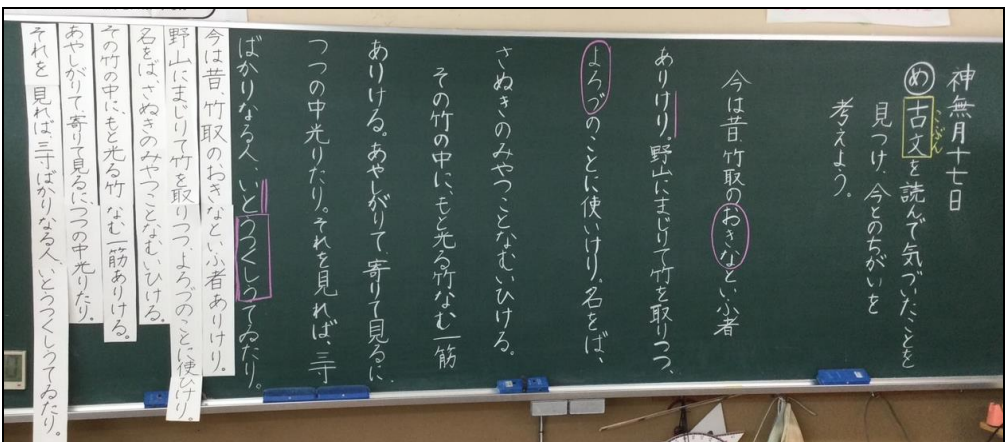 神無月十七日
め 古文を読んで気づいたことを
こぶん
見つけ、今とのちがいを
考えよう。
今は昔、竹取のおきなといふ者
ありけり。野山にまじりて竹を取りつつ、
よろづのことに使いけり。名をば、
さぬきのみやつことなむいひける。
その竹の中に、もと光る竹なむ一筋
ありける。あやしがりて、寄りて見るに、
つつの中光りたり。それを見れば、三寸
ばかりなる人、いとうつくしうてゐたり。
今は昔、竹取のおきなといふ者ありけり。
野山にまじりて竹を取りつつ、よろづのことに使ひけり。
名をば、さぬきのみやつことなむいひける。
その竹の中に、もと光る竹なむ一筋ありける。
あやしがりて、寄りて見るに、つつの中光りたり。
それを見れば、三寸ばかりなる人、いとうつくしうてゐたり。